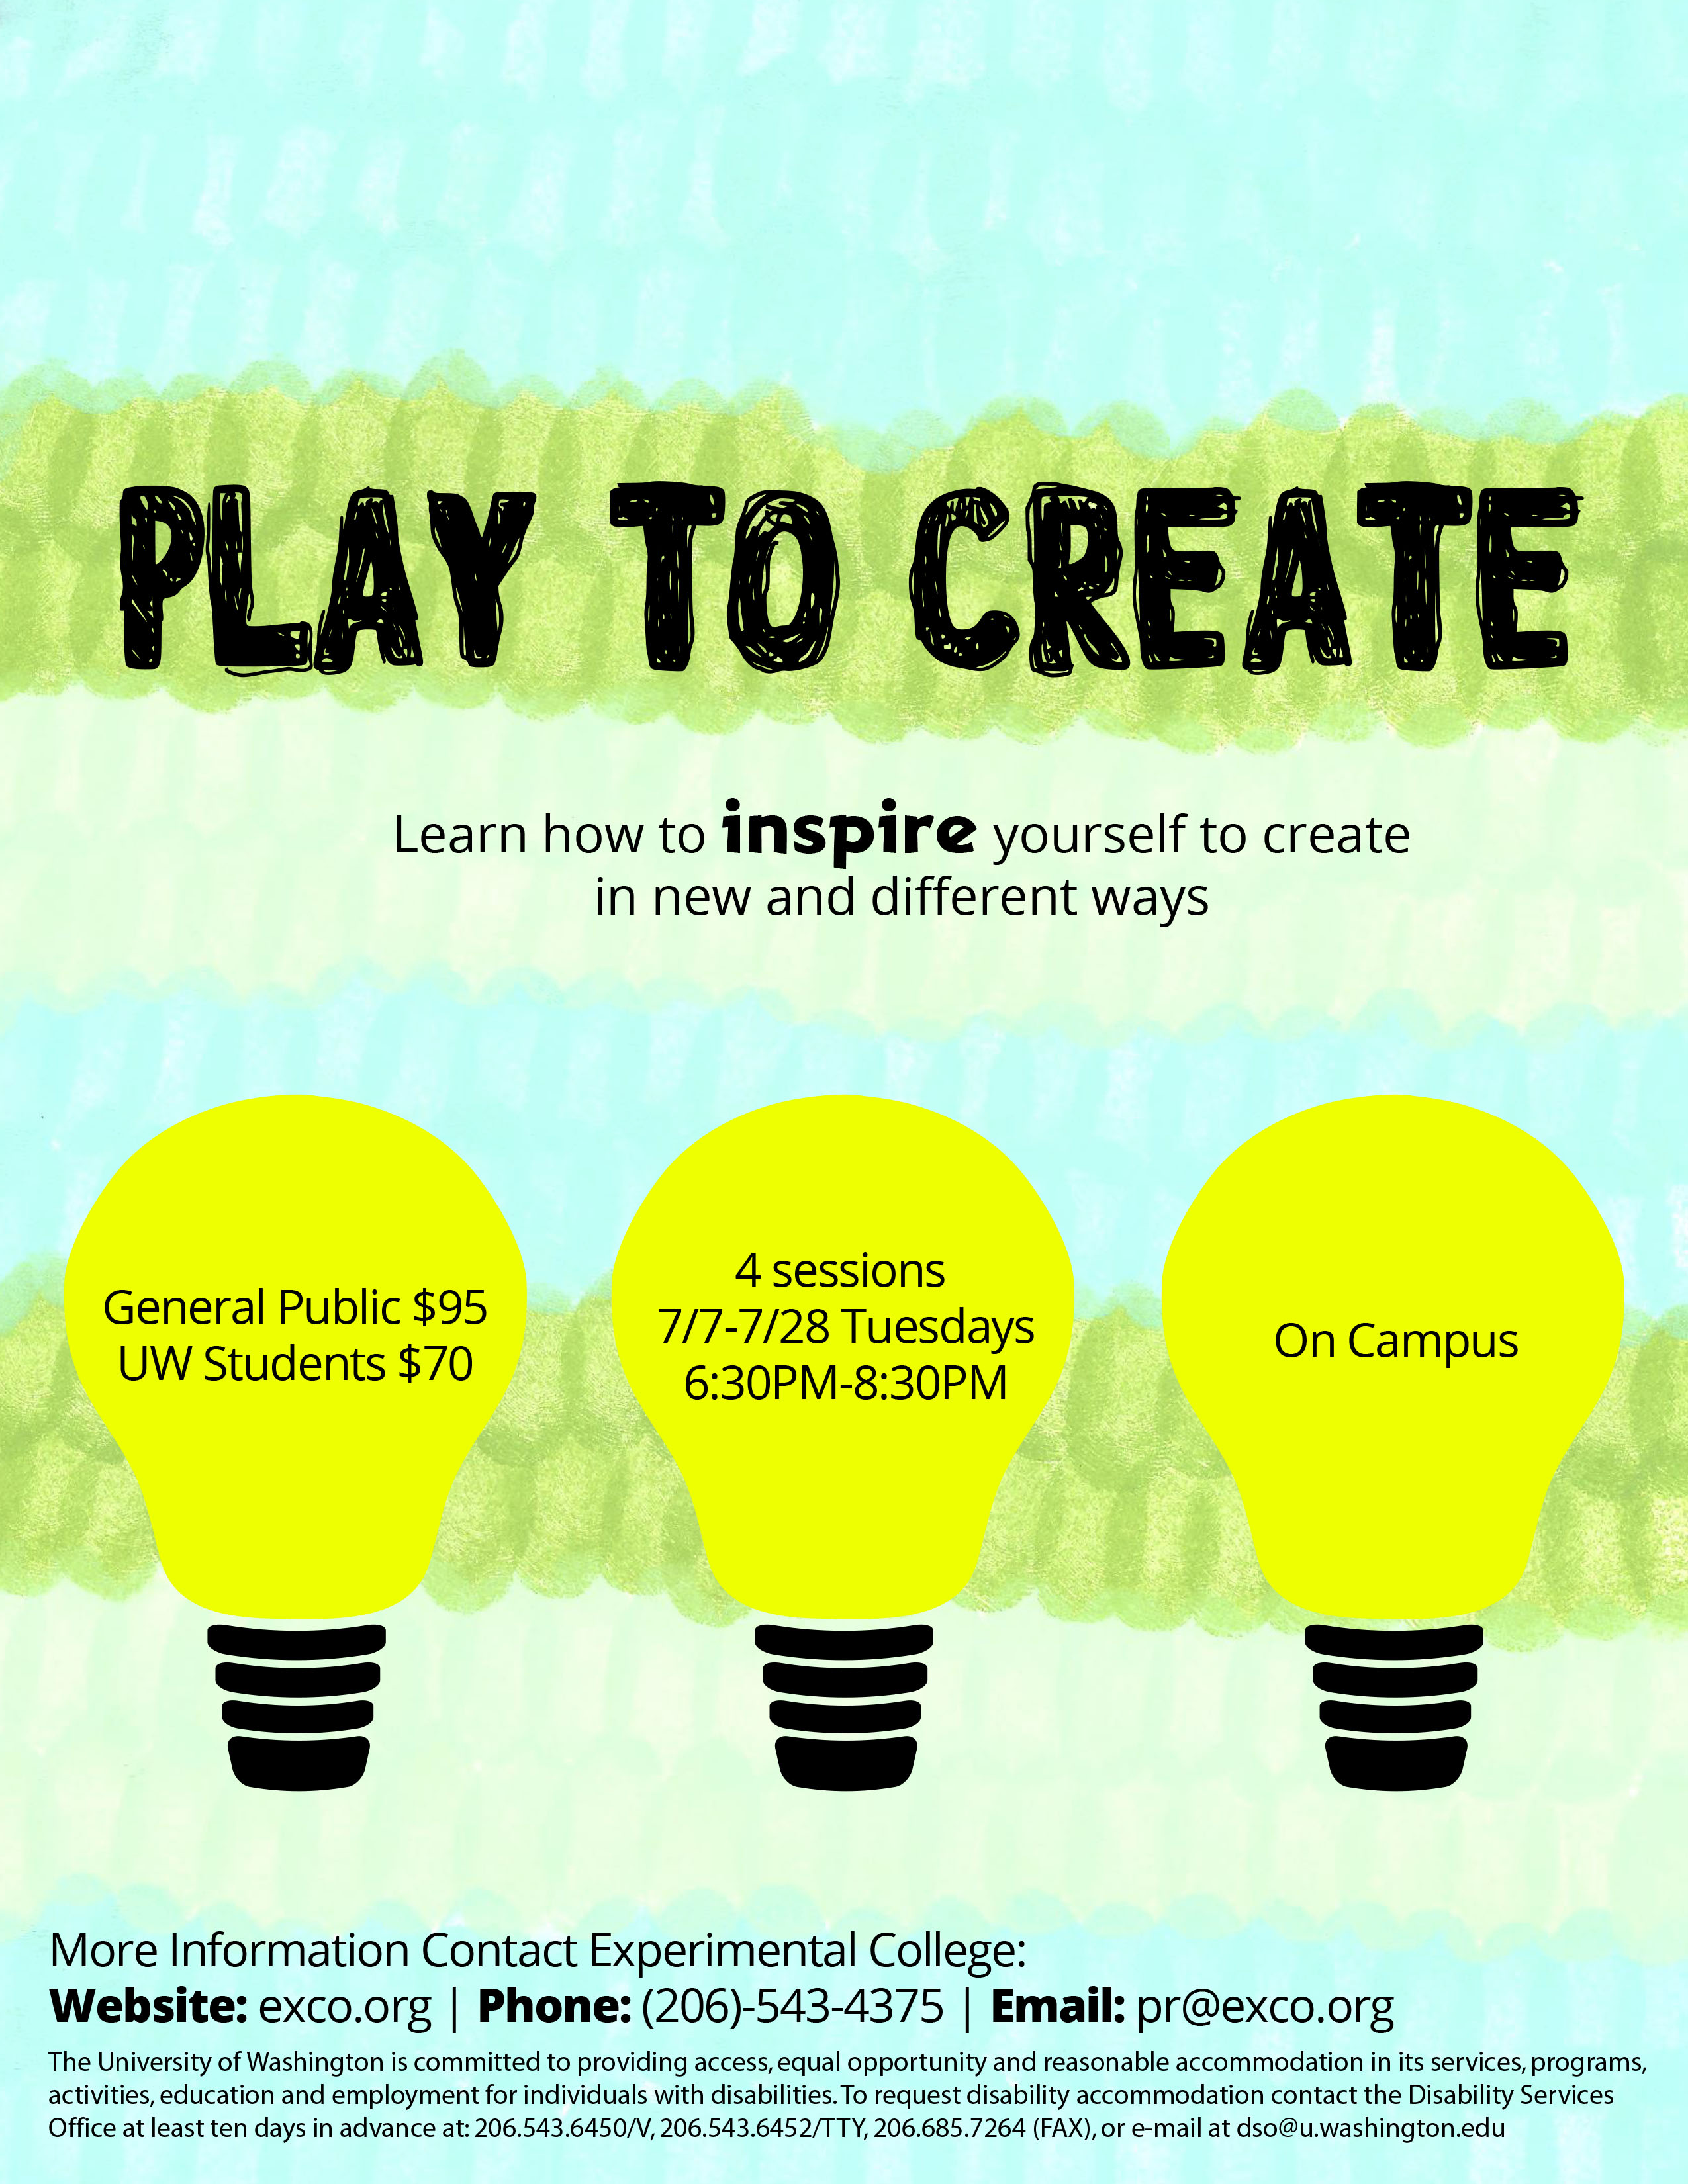 PLAY TO CREATE
Learn how to inspire yourself to create
in new and different ways
General Public $95
UW Students $70
4 sessions
7/7-7/28 Tuesdays
6:30PM-8:30PM
On Campus
More Information Contact Experimental College:
Website: exco.org | Phone: (206)-543-4375 | Email: pr@exco.org
The University of Washington is committed to providing access, equal opportunity and reasonable accommodation in its services, programs,
activities, education and employment for individuals with disabilities. To request disability accommodation contact the Disability Services
Office at least ten days in advance at: 206.543.6450/V, 206.543.6452/TTY, 206.685.7264 (FAX), or e-mail at dso@u.washington.edu